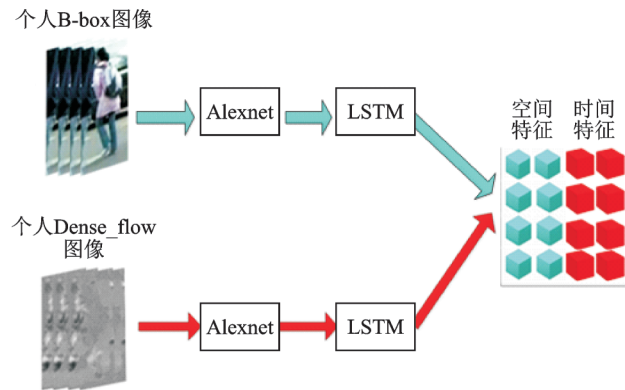 个人B-box图像
Alexnet
LSTM
空间
特征
时间
特征
个人Dense_flow
图像
Alexnet
LSTM